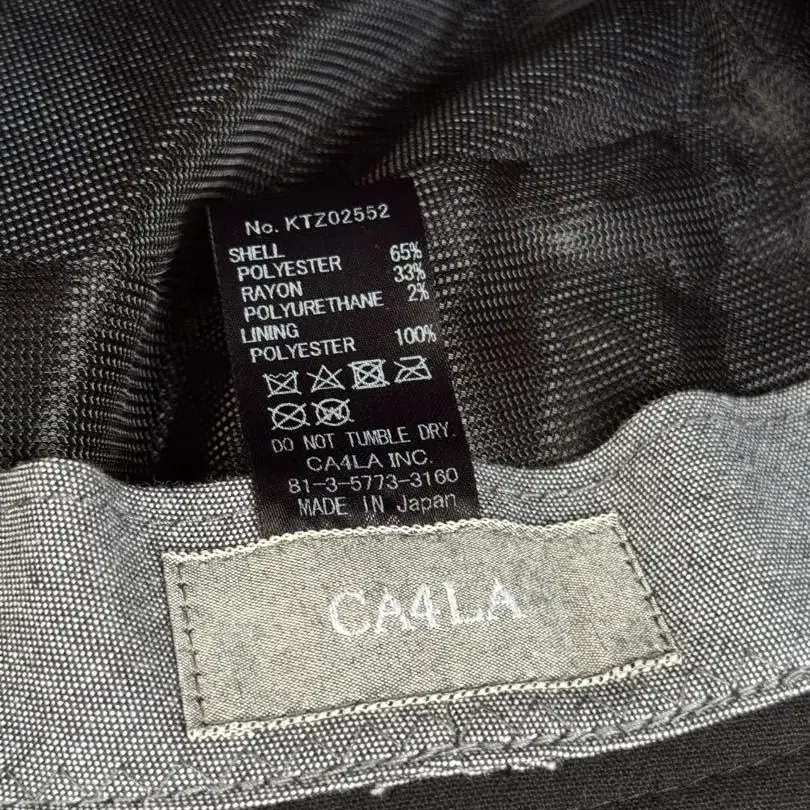 No. KTZ02552
SHELL
POLYESTER 65%
RAYON 33%
POLYURETHANE 2%
LINING
POLYESTER 100%
DO NOT TUMBLE DRY.
CA4LA INC.
81-3-5773-3160
MADE IN Japan
CA4LA